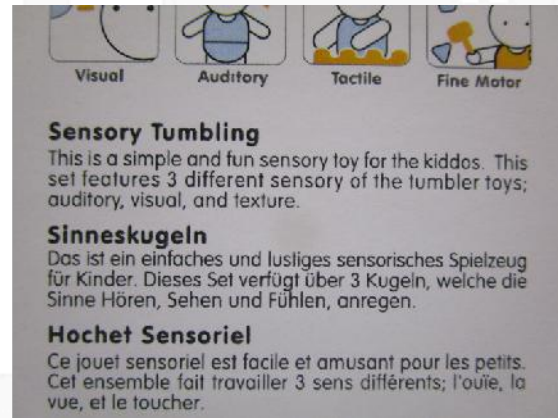 Visual Auditory Tactile Fine Motor
Sensory Tumbling
This is a simple and fun sensory toy for the kiddos. This
set features 3 different sensory of the tumbler toys;
auditory, visual, and texture.
Sinneskugeln
Das ist ein einfaches und lustiges sensorisches Spielzeug
für Kinder. Dieses Set verfügt über 3 Kugeln, welche die
Sinne Hören, Sehen und Fühlen, anregen.
Hochet Sensoriel
Ce jouet sensoriel est facile et amusant pour les petits.
Cet ensemble fait travailler 3 sens différents; l'ouïe, la
vue, et le toucher.